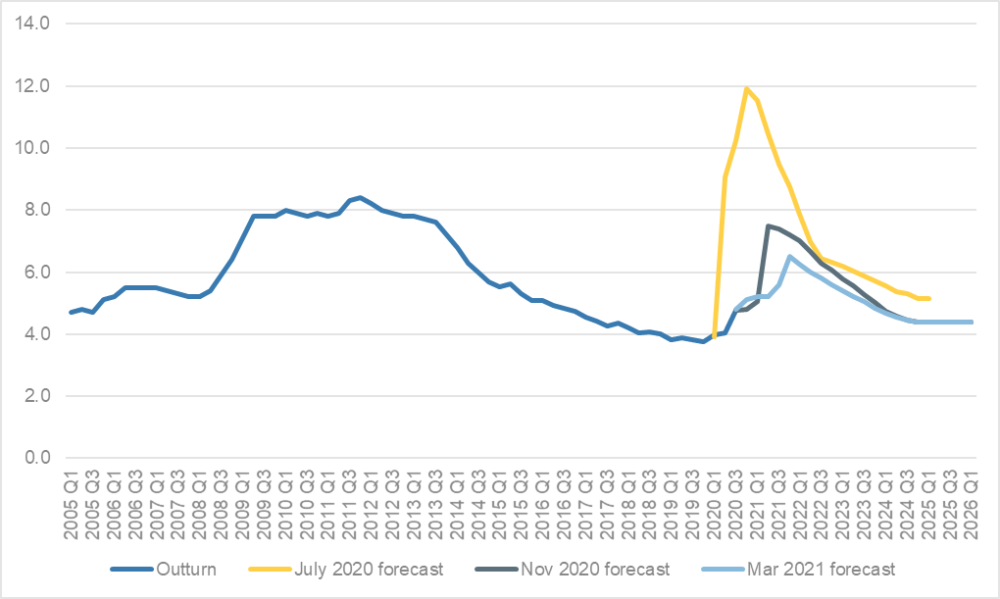 14.0
12.0
10.0
8.0
6.0
4.0
2.0
0.0
2005 Q1
2005 Q3
2006 Q1
2006 Q3
2007 Q1
2007 Q3
2008 Q1
2008 Q3
2009 Q1
2009 Q3
2010 Q1
2010 Q3
2011 Q1
2011 Q3
2012 Q1
2012 Q3
2013 Q1
2013 Q3
2014 Q1
2014 Q3
2015 Q1
2015 Q3
2016 Q1
2016 Q3
2017 Q1
2017 Q3
2018 Q1
2018 Q3
2019 Q1
2019 Q3
2020 Q1
2020 Q3
2021 Q1
2021 Q3
2022 Q1
2022 Q3
2023 Q1
2023 Q3
2024 Q1
2024 Q3
2025 Q1
2025 Q3
2026 Q1
Outturn
July 2020 forecast
Nov 2020 forecast
Mar 2021 forecast